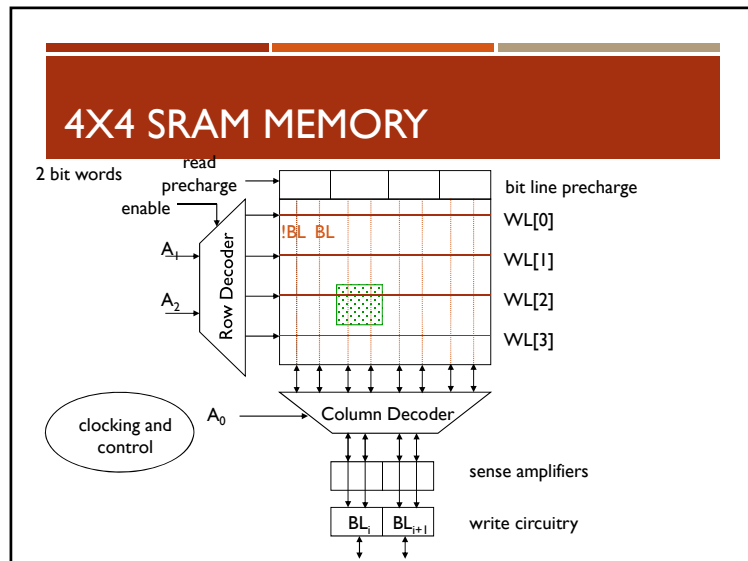 4X4 SRAM MEMORY
2 bit words
read
precharge
bit line precharge
enable
WL[0]
!BL BL
A1
WL[1]
Row Decoder
A2
WL[2]
WL[3]
A0
Column Decoder
clocking and
control
sense amplifiers
BLi BLi+1
write circuitry